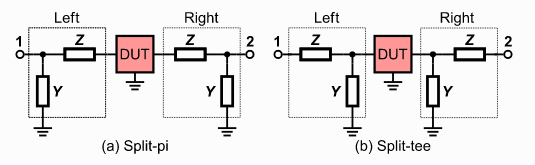 Left
Right
1
Z
DUT
Z
2
Y
Y
(a) Split-pi
Left
Right
1
Z
DUT
Z
2
Y
Y
(b) Split-tee